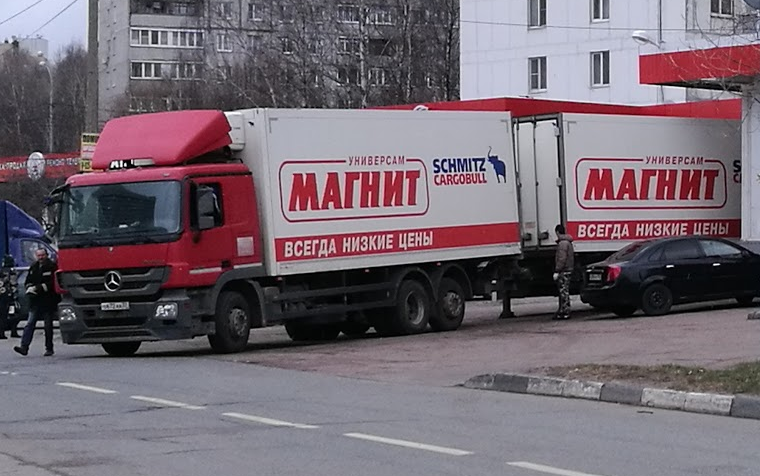 УНИВЕРСАМ
МАГНИТ
SCHMITZ
CARGOBULL
ВСЕГДА НИЗКИЕ ЦЕНЫ
УНИВЕРСАМ
МАГНИТ
ВСЕГДА НИЗКИЕ ЦЕНЫ